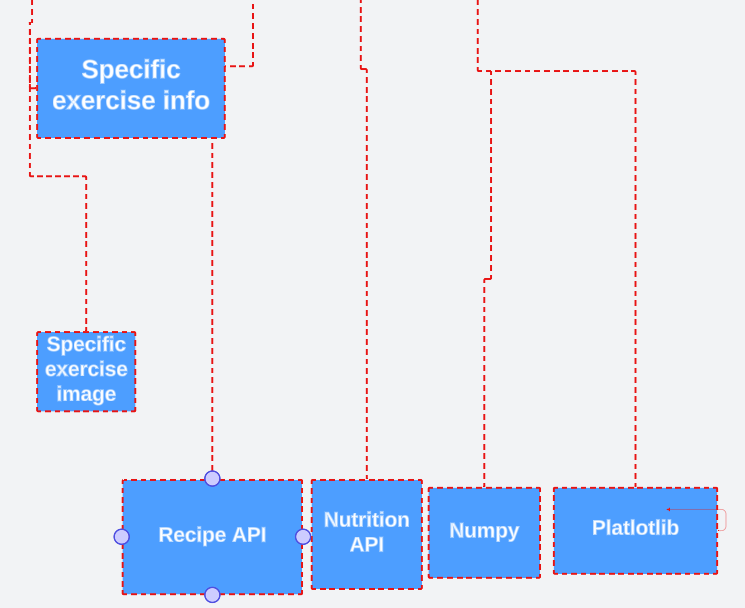 Specific
exercise info
Specific
exercise
image
Recipe API
Nutrition
API
Numpy
Platlotlib